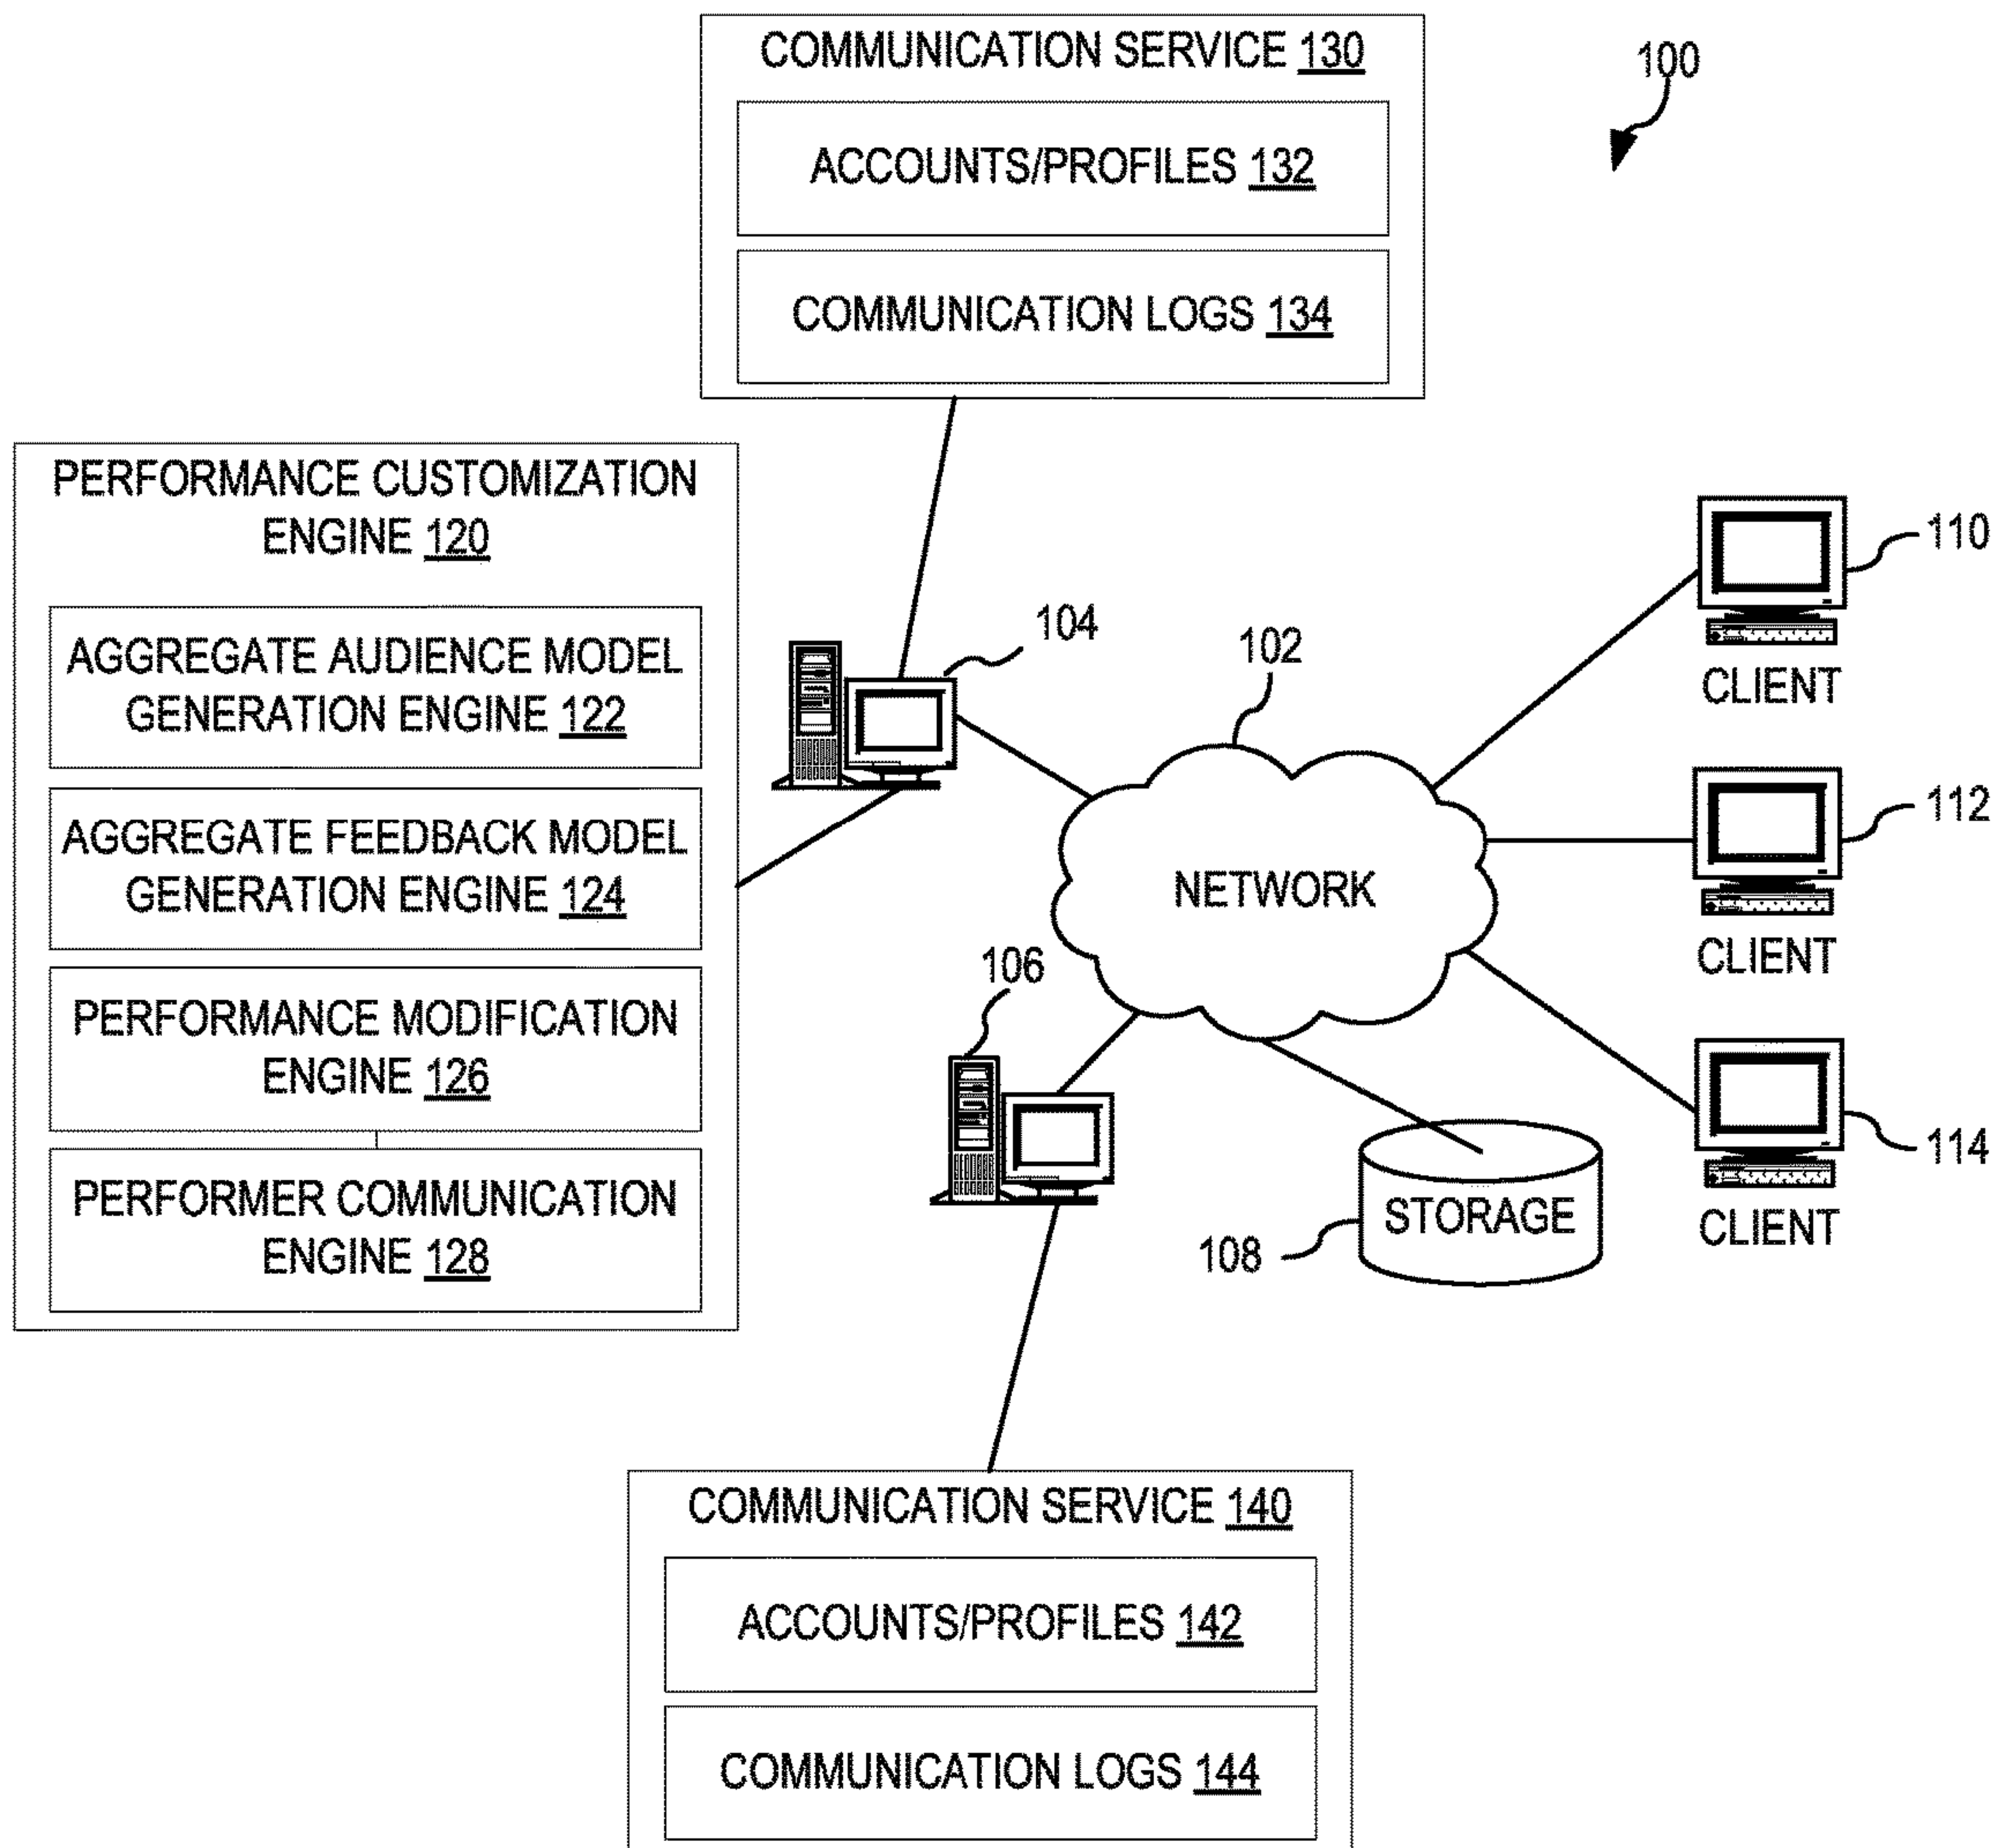 COMMUNICATION SERVICE 130
ACCOUNTS/PROFILES 132
COMMUNICATION LOGS 134
100
PERFORMANCE CUSTOMIZATION
ENGINE 120
AGGREGATE AUDIENCE MODEL
GENERATION ENGINE 122
AGGREGATE FEEDBACK MODEL
GENERATION ENGINE 124
PERFORMANCE MODIFICATION
ENGINE 126
PERFORMER COMMUNICATION
ENGINE 128
104
102
NETWORK
106
110
CLIENT
112
CLIENT
114
CLIENT
108
STORAGE
COMMUNICATION SERVICE 140
ACCOUNTS/PROFILES 142
COMMUNICATION LOGS 144